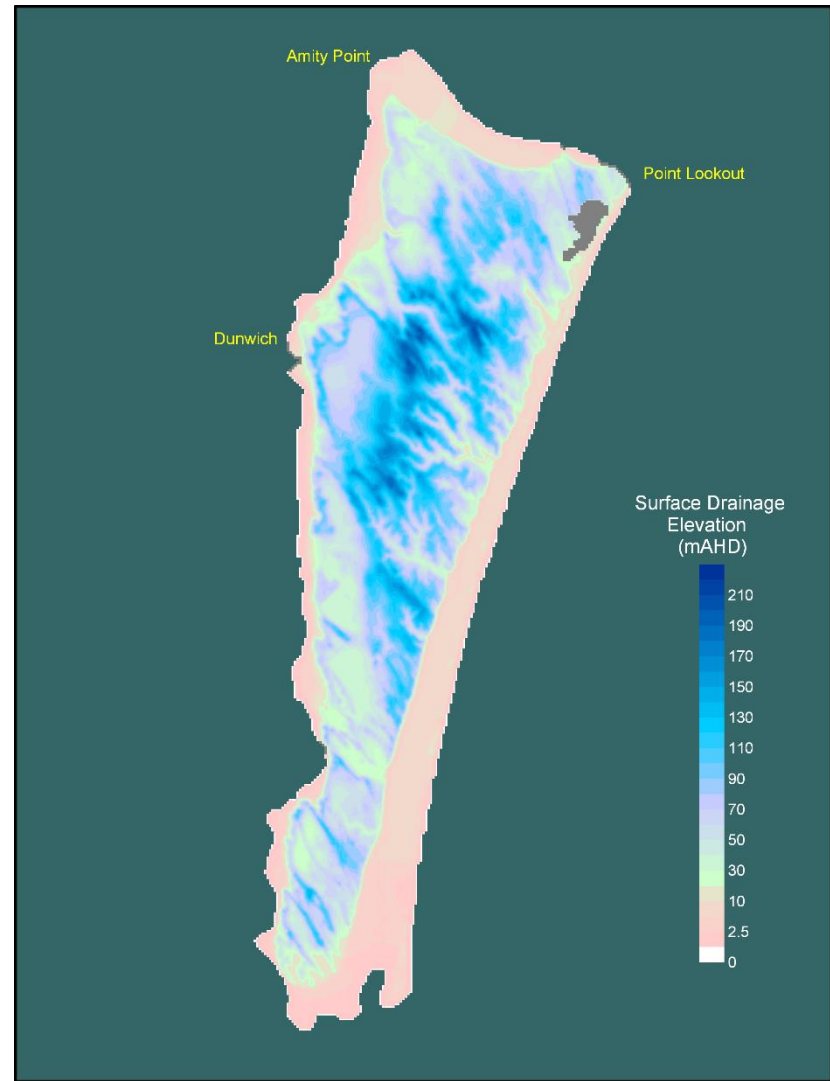 Amity Point
Point Lookout
Dunwich
Surface Drainage
Elevation
(mAHD)
210
190
170
150
130
110
90
70
50
30
10
2.5
0